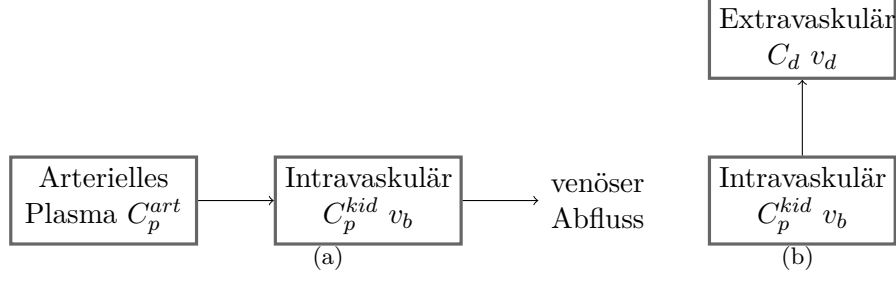 Extravaskulär
C_d v_d
Arterielles
Plasma C_p^{art}
Intravaskulär
C_p^{kid} v_b
venöser
Abfluss
Intravaskulär
C_p^{kid} v_b
(a)
(b)